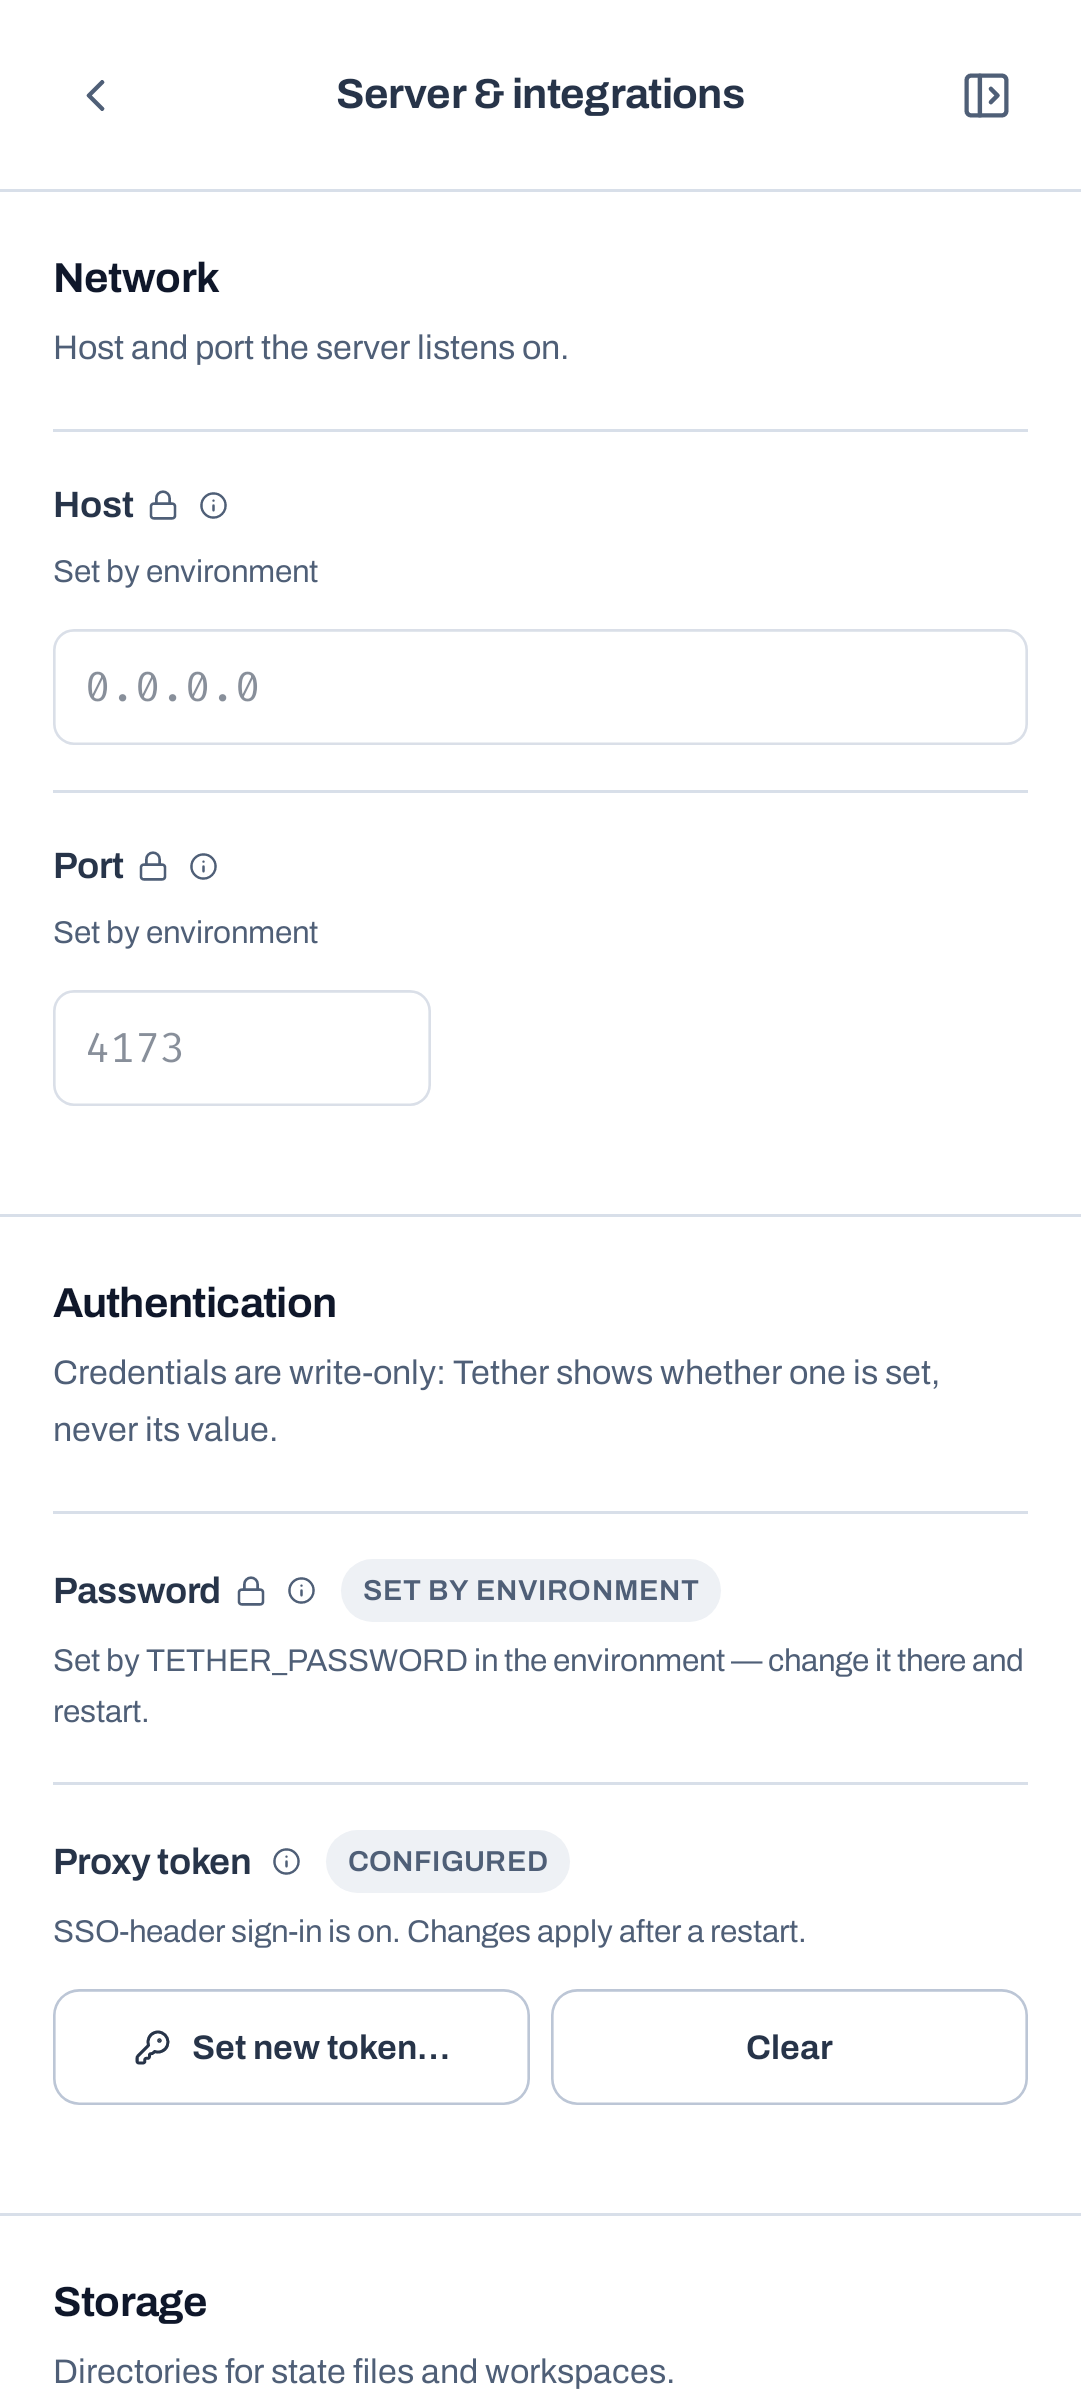 Server & integrations
Network
Host and port the server listens on.
Host
Set by environment
0.0.0.0
Port
Set by environment
4173
Authentication
Credentials are write-only: Tether shows whether one is set,
never its value.
Password SET BY ENVIRONMENT
Set by TETHER_PASSWORD in the environment — change it there and
restart.
Proxy token CONFIGURED
SSO-header sign-in is on. Changes apply after a restart.
Set new token... Clear
Storage
Directories for state files and workspaces.